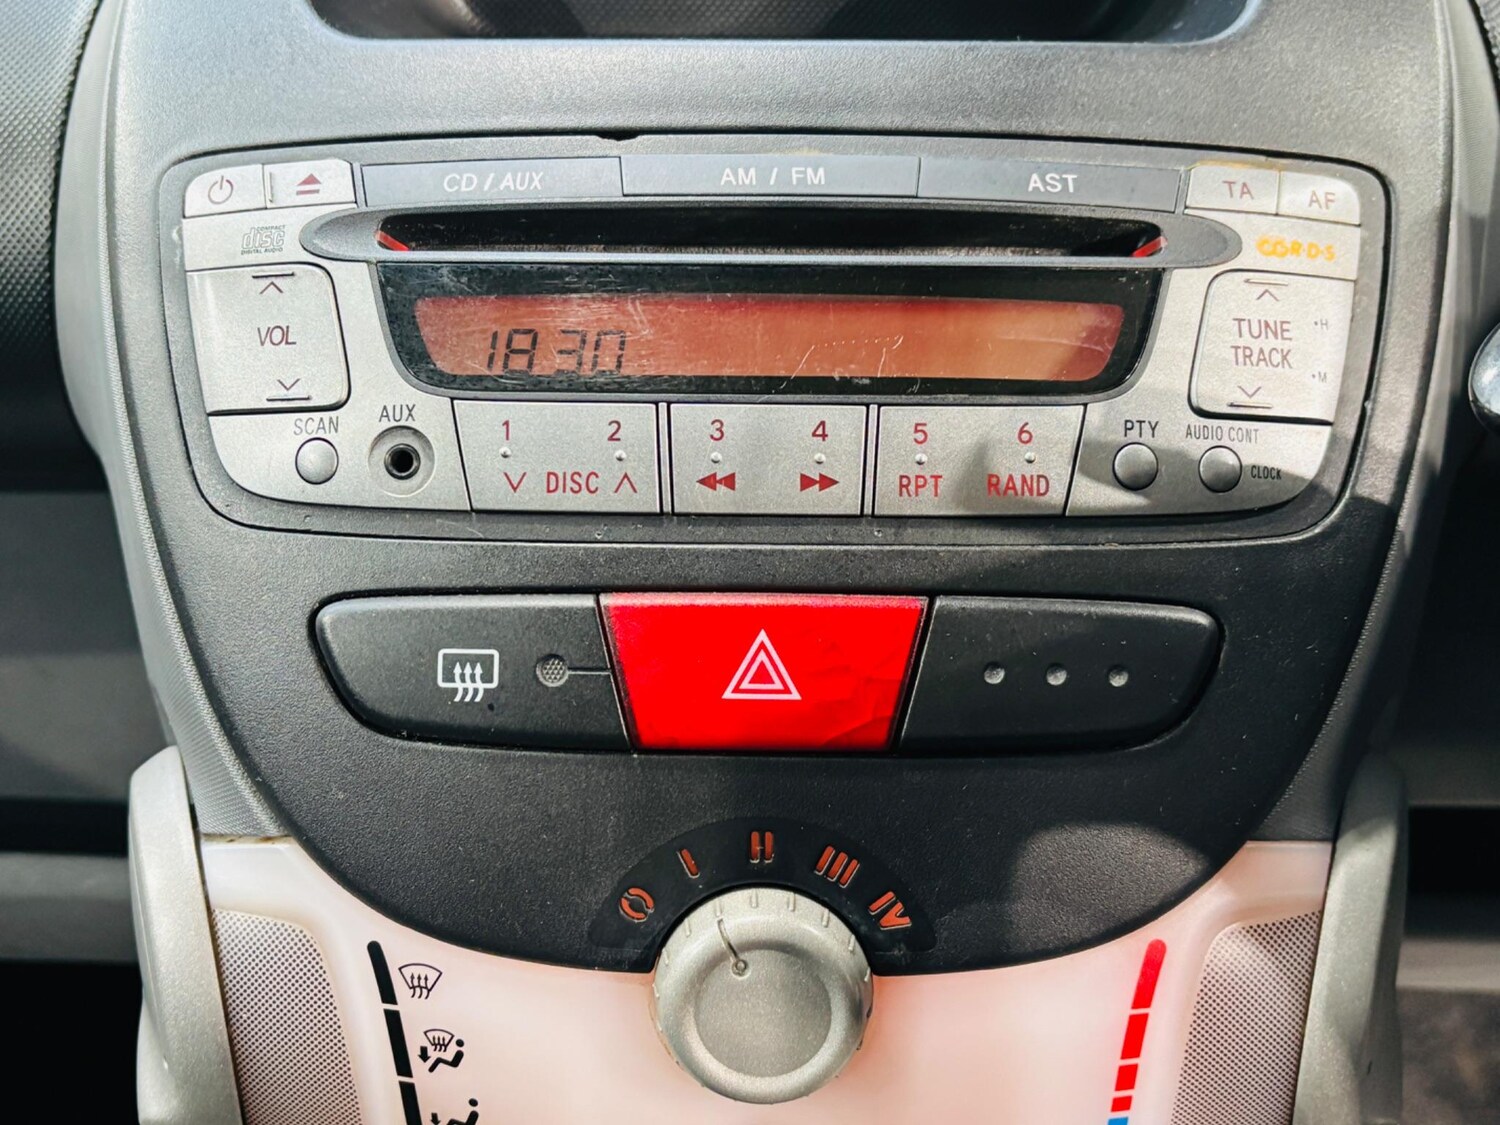 CD / AUX
AM / FM
AST
TA
AF
COMPACT
disc
DIGITAL AUDIO
VOL
18 30
TUNE
TRACK
H
M
SCAN
AUX
1
2
3
4
5
6
DISC
RPT
RAND
PTY
AUDIO CONT
CLOCK
O
I
II
III
IV